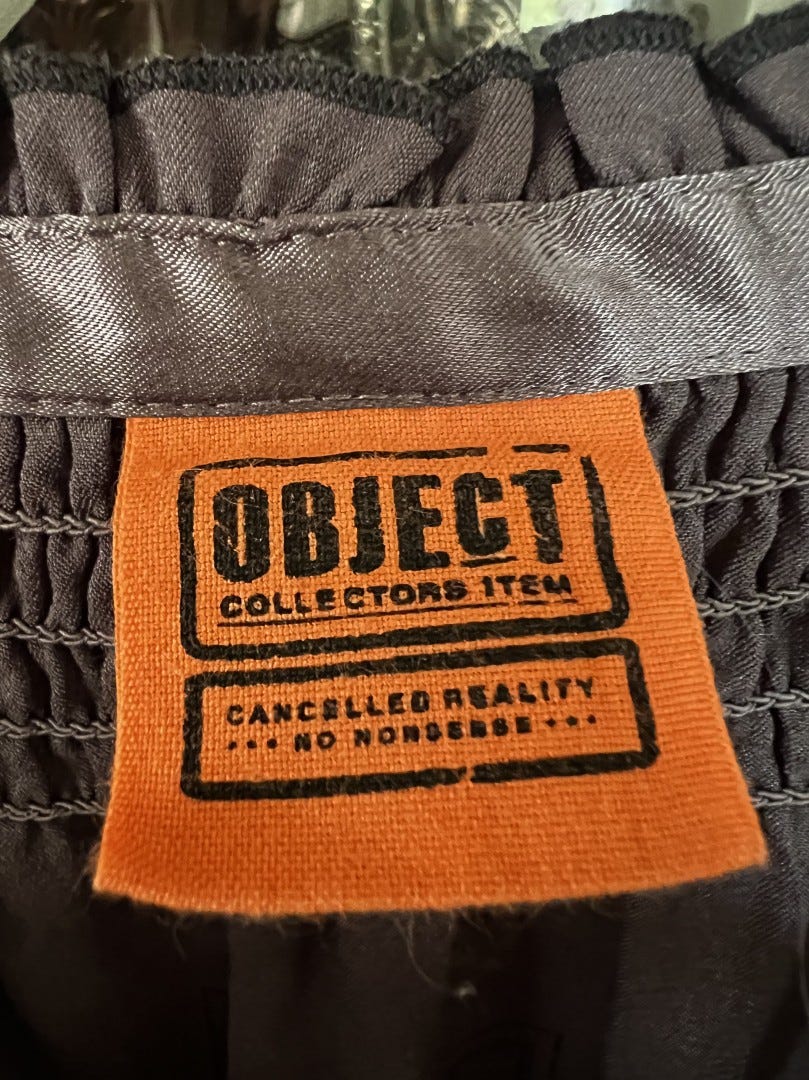 OBJECT
COLLECTORS ITEM
CANCELLED REALITY
••• NO NONSENSE •••